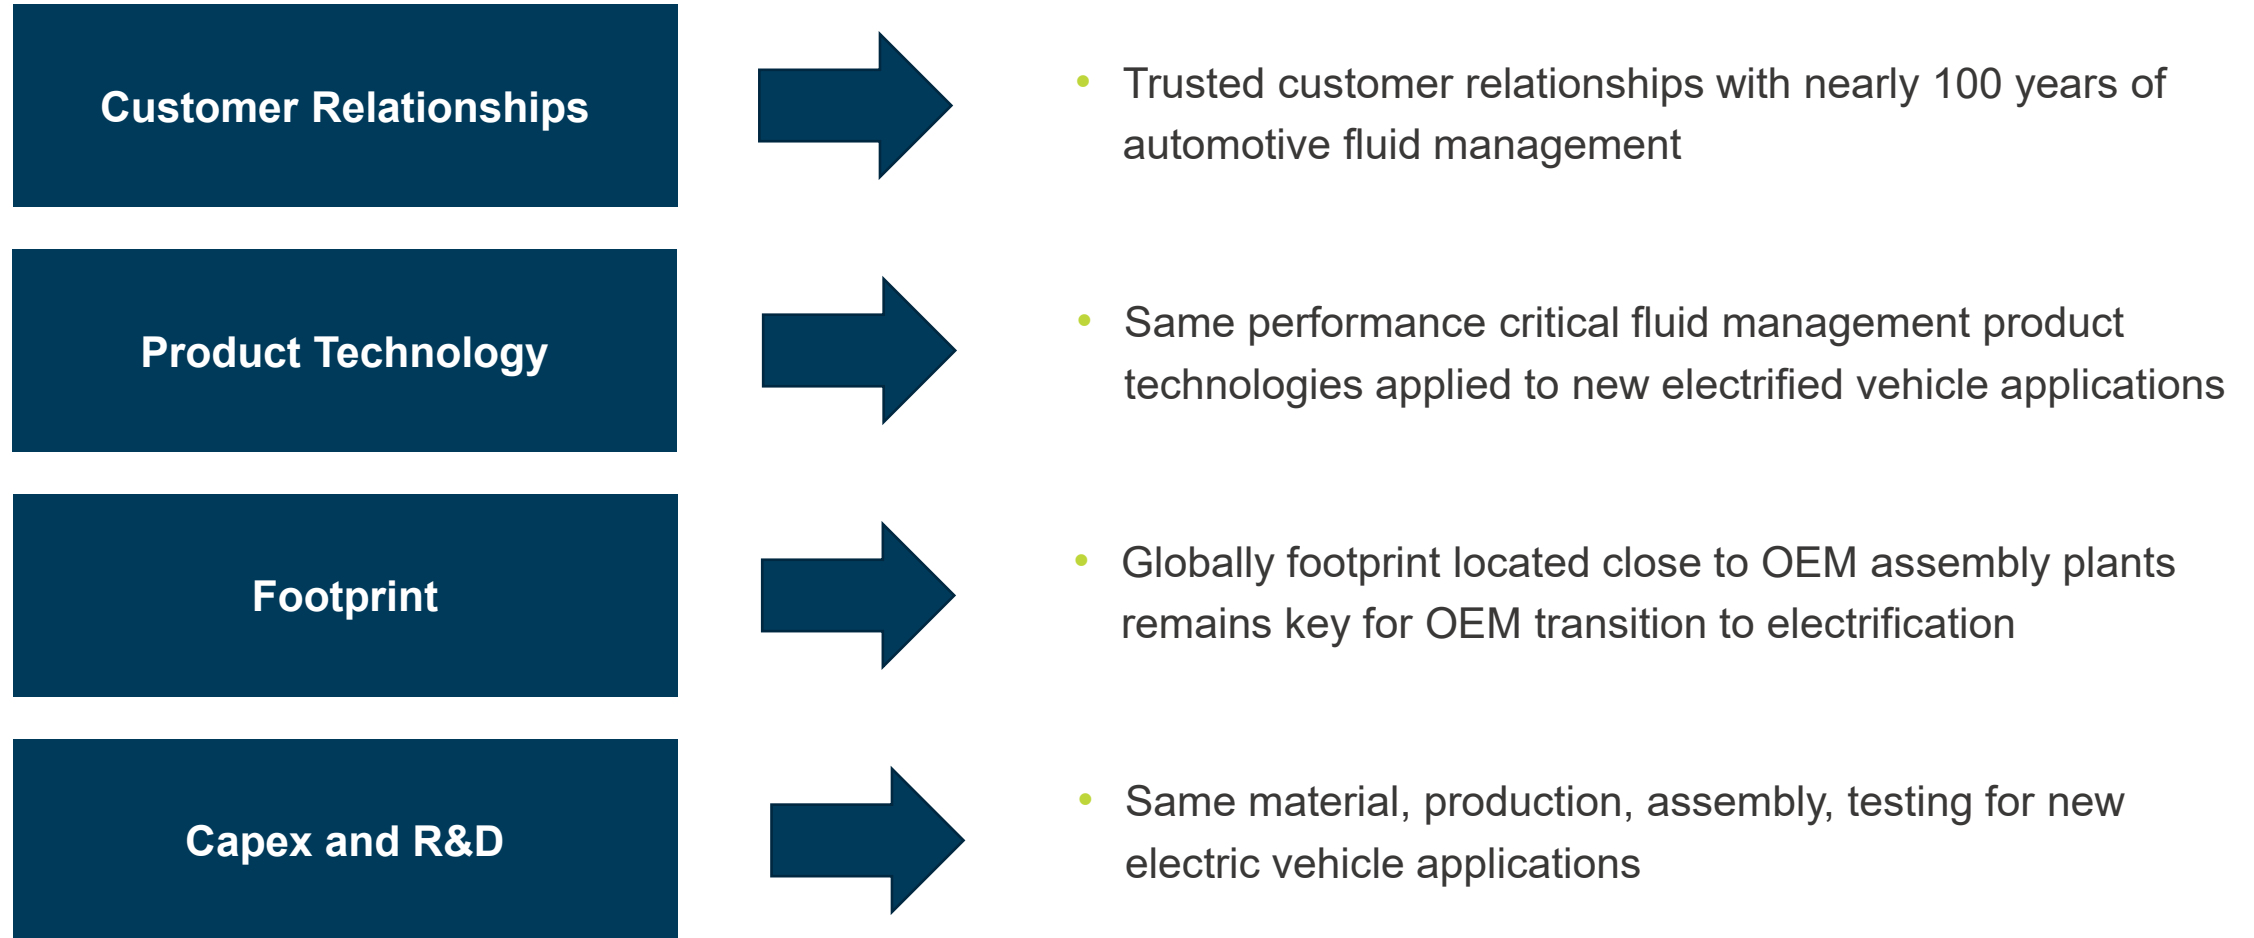 Customer Relationships
• Trusted customer relationships with nearly 100 years of
automotive fluid management
Product Technology
• Same performance critical fluid management product
technologies applied to new electrified vehicle applications
Footprint
• Globally footprint located close to OEM assembly plants
remains key for OEM transition to electrification
Capex and R&D
• Same material, production, assembly, testing for new
electric vehicle applications